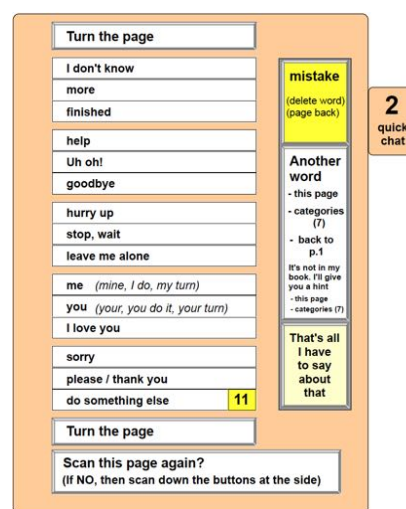 Turn the page
I don't know
more
finished
help
Uh oh!
goodbye
hurry up
stop, wait
leave me alone
me (mine, I do, my turn)
you (your, you do it, your turn)
I love you
sorry
please / thank you
do something else 11
Turn the page
Scan this page again?
(If NO, then scan down the buttons at the side)
mistake
(delete word)
(page back)
Another
word
- this page
- categories
(7)
- back to
p.1
It's not in my
book. I'll give
you a hint
- this page
- categories (7)
That's all
I have
to say
about
that
2
quick
chat